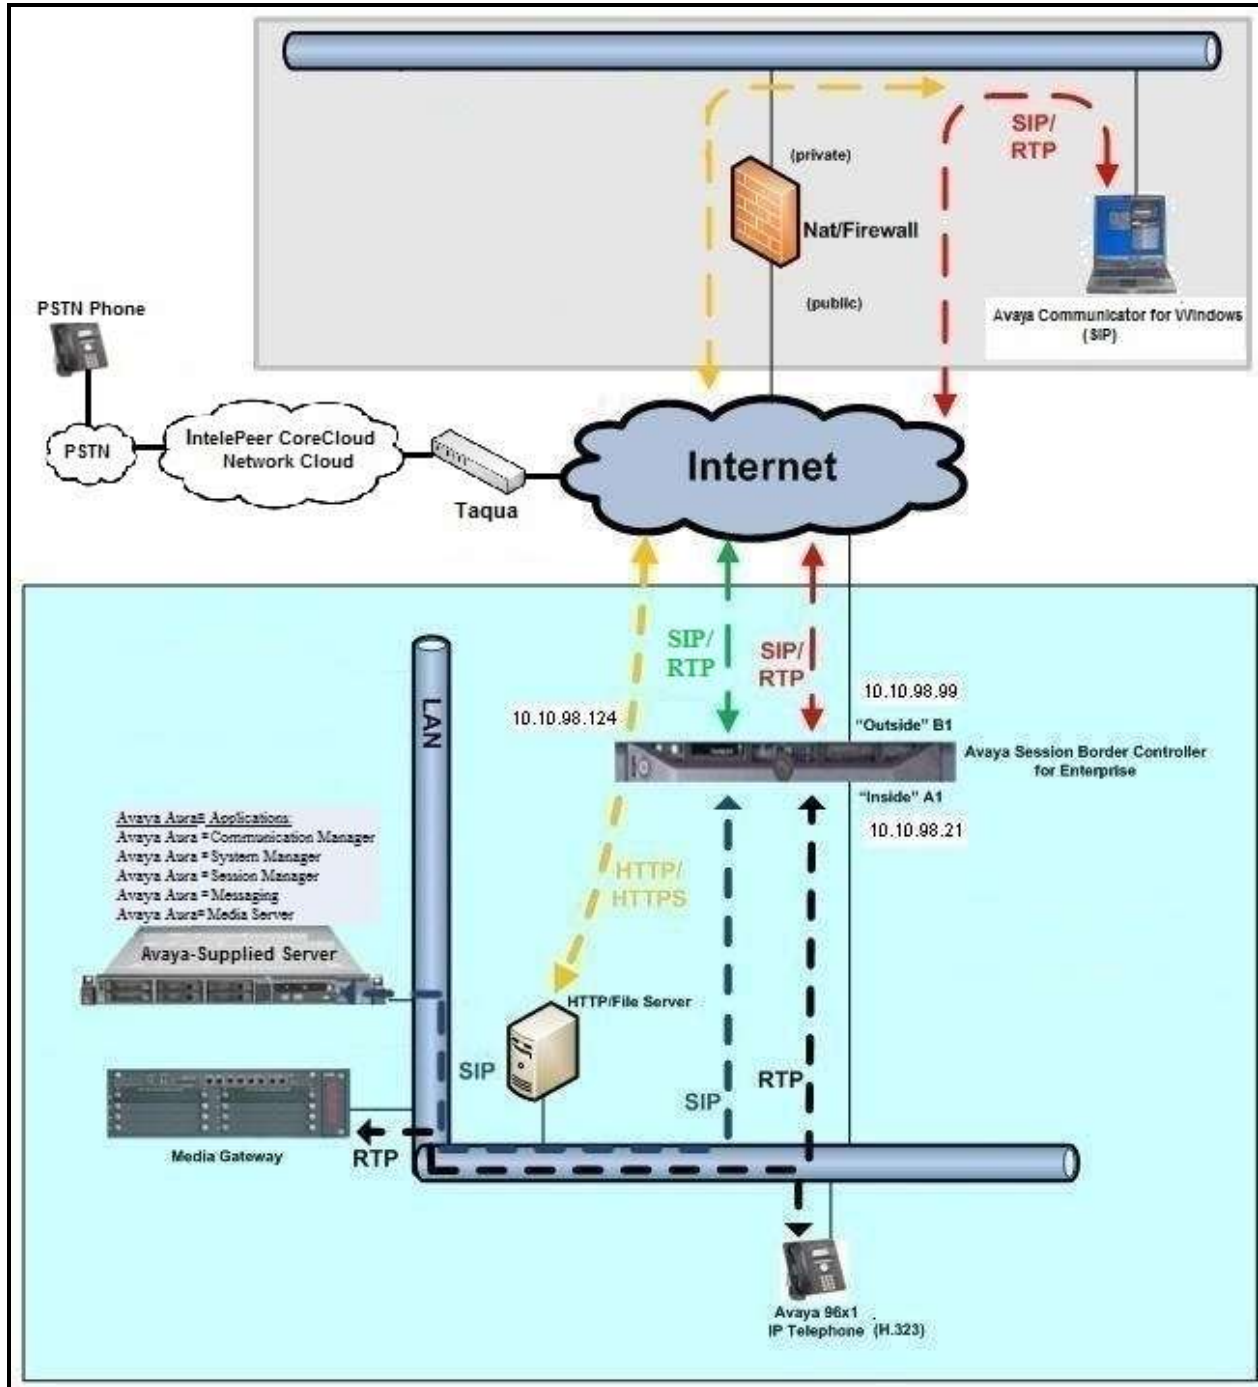 (private)
SIP/
RTP
Nat/Firewall
(public)
Avaya Communicator for Windows
(SIP)
PSTN Phone
PSTN
IntelePeer CoreCloud
Network Cloud
Taqua
Internet
SIP/
RTP
SIP/
RTP
LAN
10.10.98.124
10.10.98.99
"Outside" B1
Avaya Session Border Controller
for Enterprise
"Inside" A1
10.10.98.21
Avaya Aura= Applications
Avaya Aura = Communication Manager
Avaya Aura = System Manager
Avaya Aura = Session Manager
Avaya Aura = Messaging
Avaya Aura= Media Server
Avaya-Supplied Server
HTTP/
HTTPS
HTTP/File Server
SIP
SIP
RTP
Media Gateway
RTP
Avaya 96x1
IP Telephone (H.323)